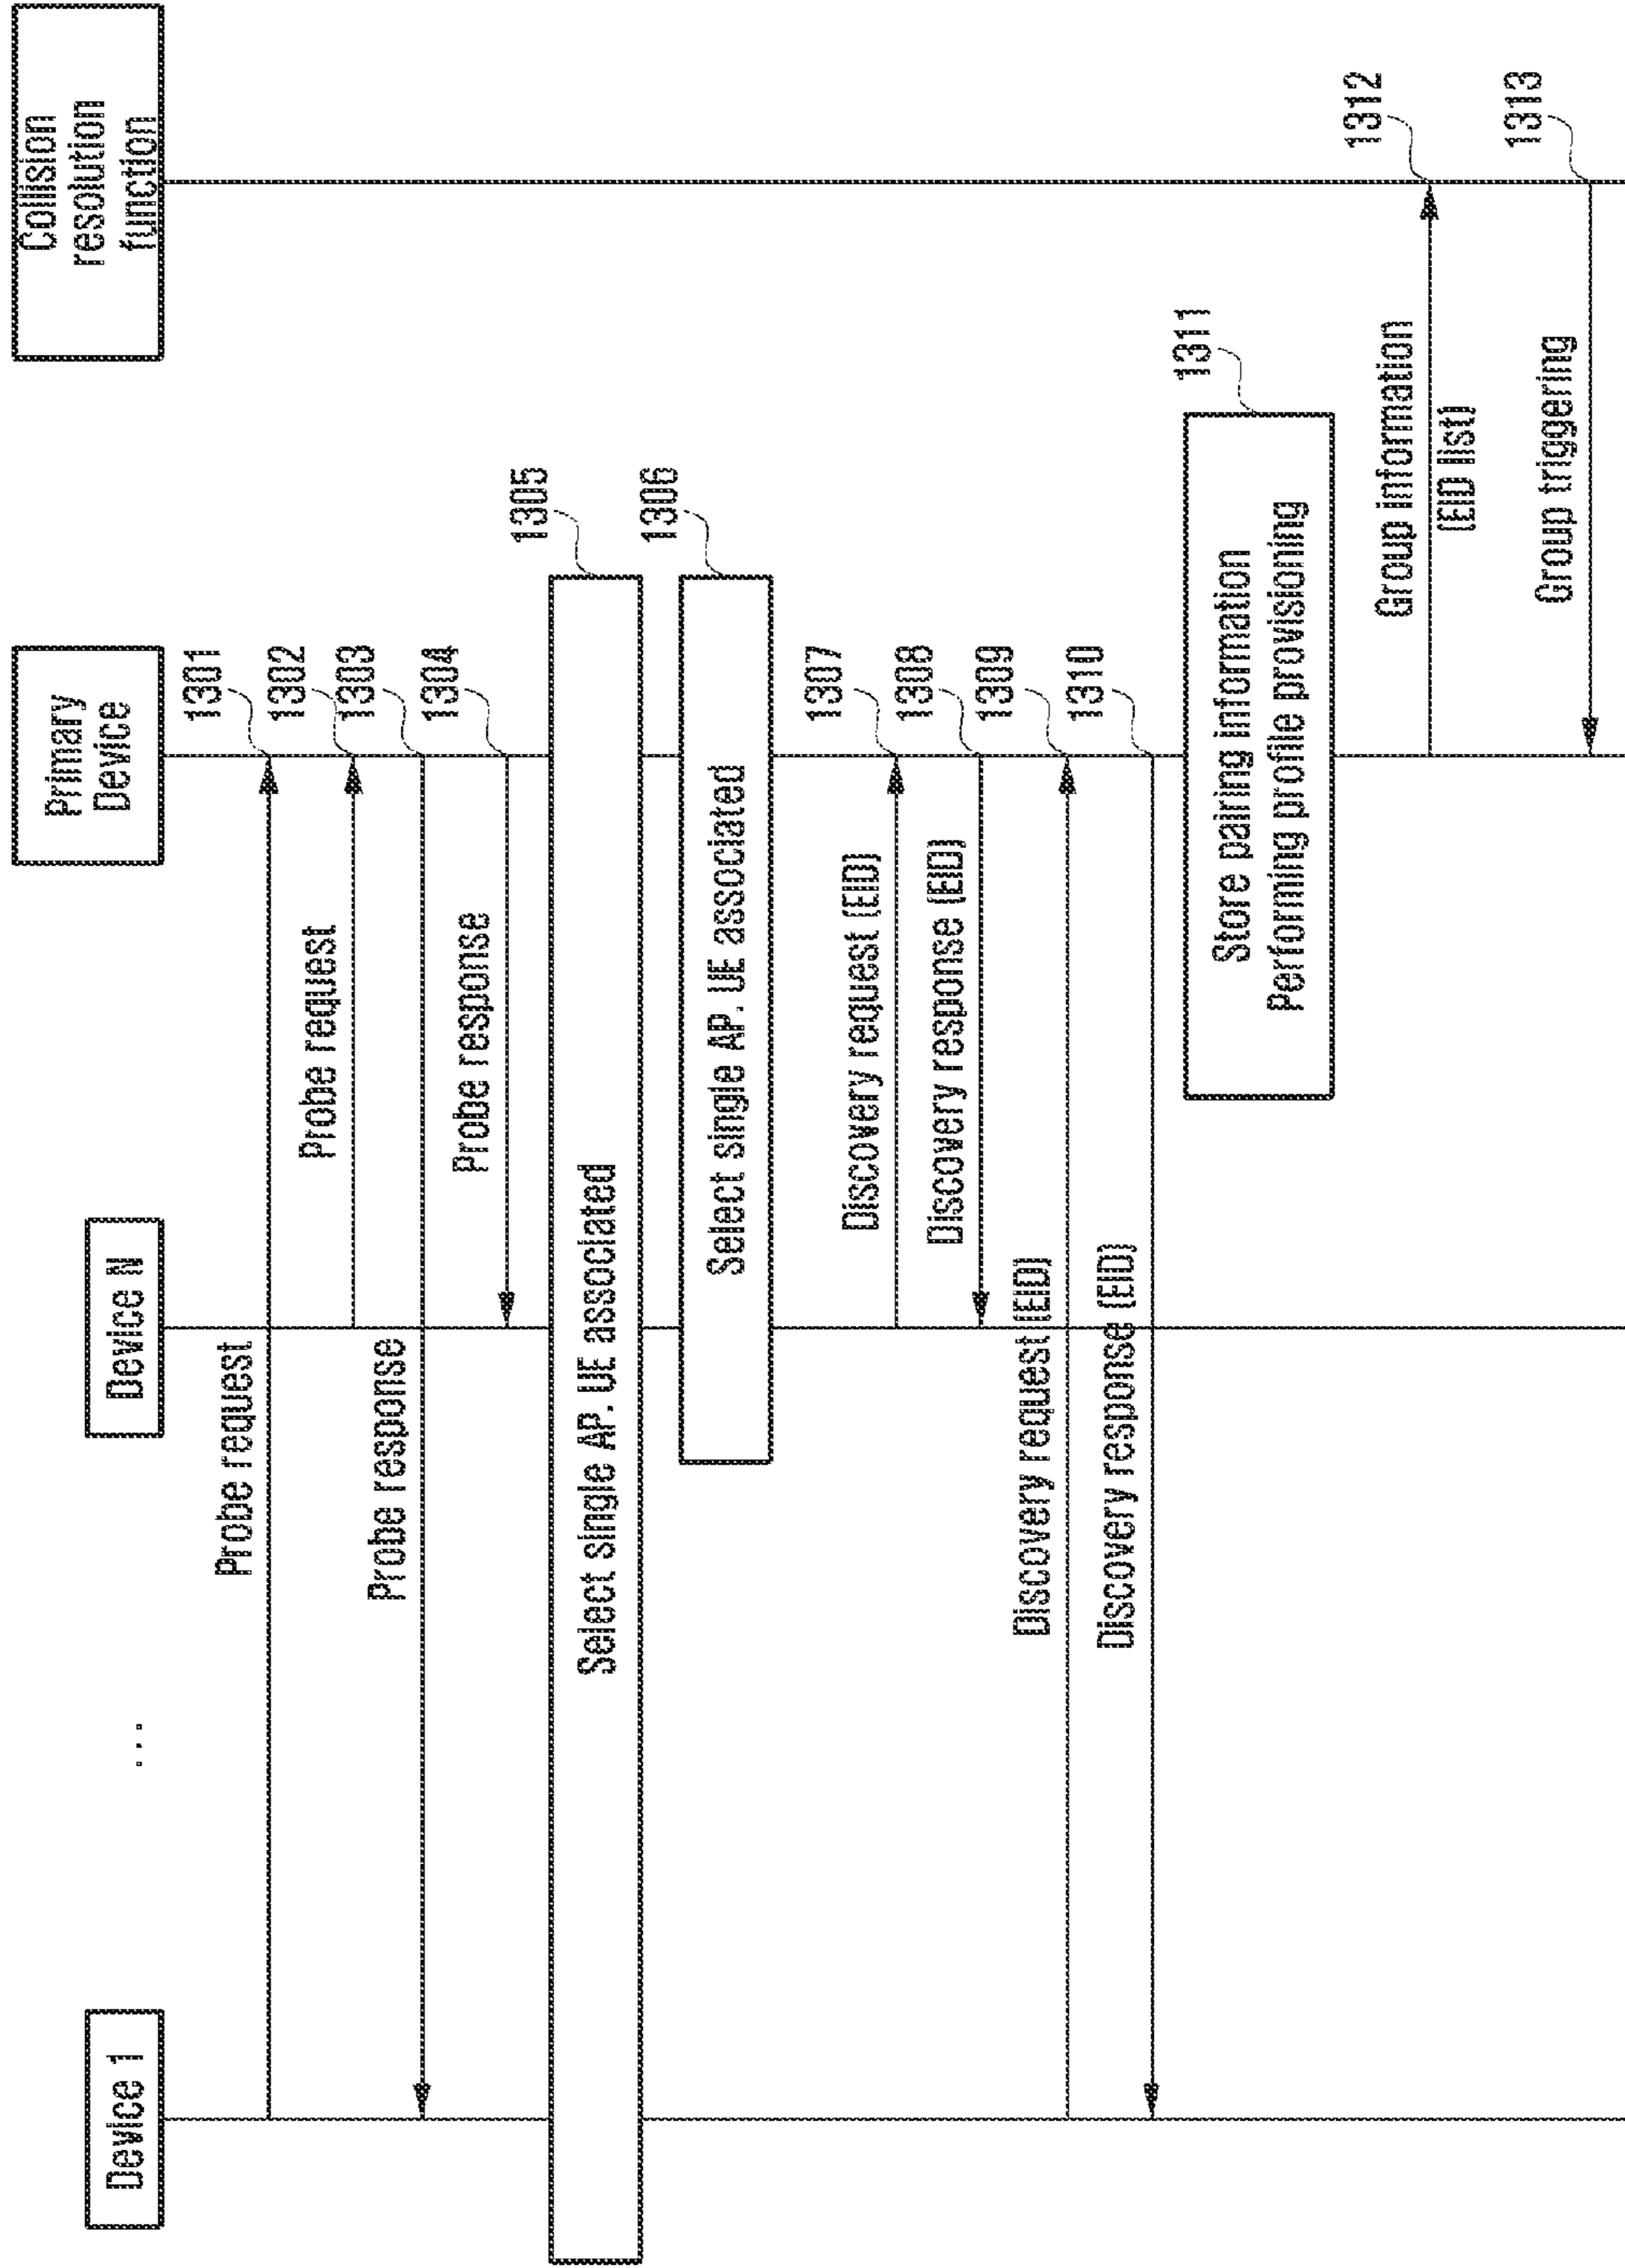 Device 1
...
Device N
Primary
Device
Collision
resolution
function
Probe request
1301
Probe request
1302
Probe response
1303
Probe response
1304
Select single AP. UE associated
1305
Select single AP. UE associated
1306
Discovery request (EID)
1307
Discovery response (EID)
1308
Discovery request (EID)
1309
Discovery response (EID)
1310
Store pairing information
Performing profile provisioning
1311
Group information
(EID list)
1312
Group triggering
1313